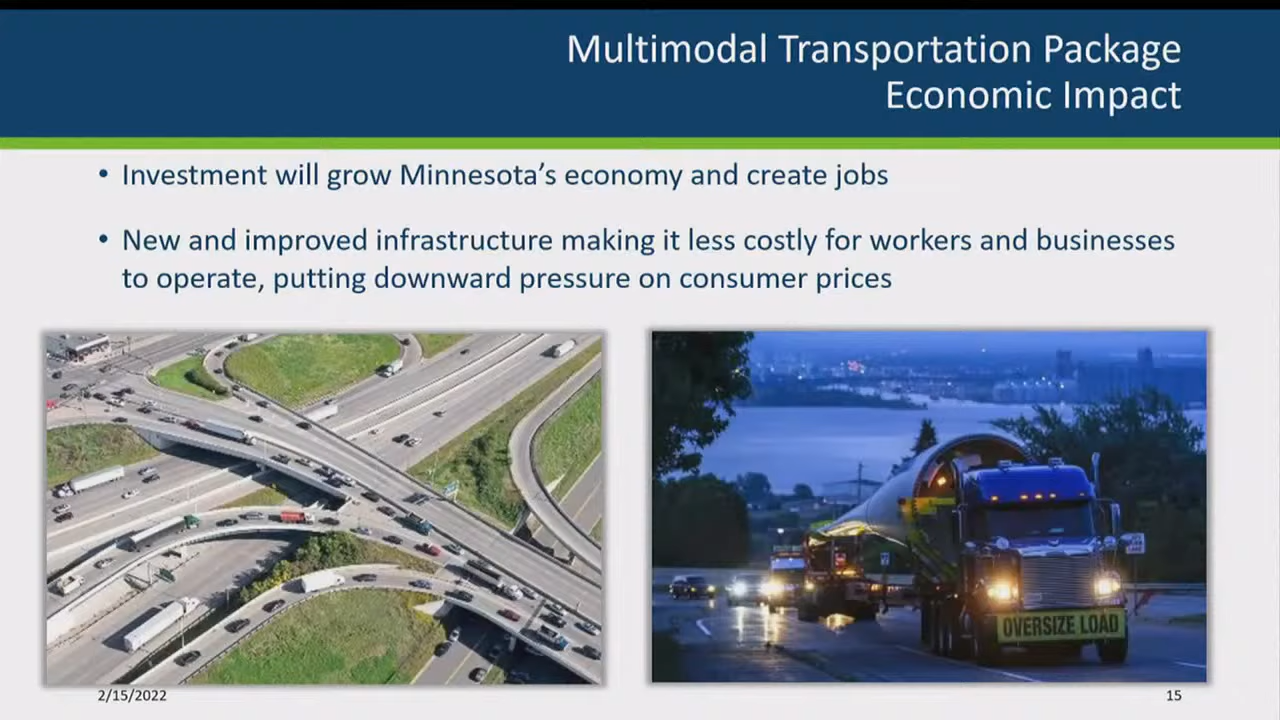 Multimodal Transportation Package
Economic Impact
• Investment will grow Minnesota’s economy and create jobs
• New and improved infrastructure making it less costly for workers and businesses
to operate, putting downward pressure on consumer prices
OVERSIZE LOAD
2/15/2022
15